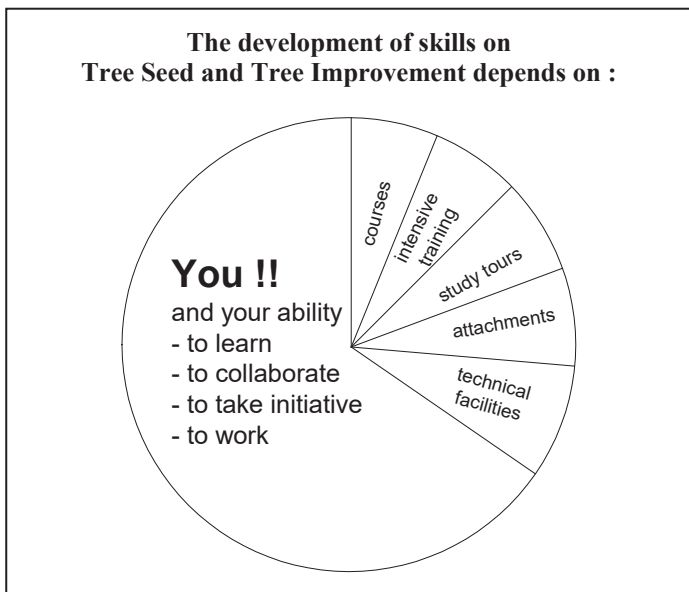 The development of skills on
Tree Seed and Tree Improvement depends on :
courses
intensive
training
study tours
attachments
technical
facilities
You !!
and your ability
- to learn
- to collaborate
- to take initiative
- to work